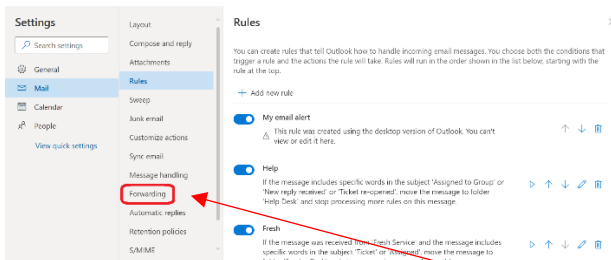 Settings
Search settings
General
Mail
Calendar
People
View quick settings
Layout
Compose and reply
Attachments
Rules
Sweep
Junk email
Customize actions
Sync email
Message handling
Forwarding
Automatic replies
Retention policies
S/MIME
Rules
You can create rules that tell Outlook how to handle incoming email messages. You choose both the conditions that
trigger a rule and the actions the rule will take. Rules will run in the order shown in the list below, starting with the
rule at the top.
Add new rule
My email alert
This rule was created using the desktop version of Outlook. You can't
view or edit it here.
Help
If the message includes specific words in the subject 'Assigned to Group' or
'New reply received' or 'Ticket re-opened', move the message to folder
'Help Desk' and stop processing more rules on this message.
Fresh
If the message was received from 'Fresh Service' and the message includes
specific words in the subject 'Ticket' or 'Assigned', move the message to